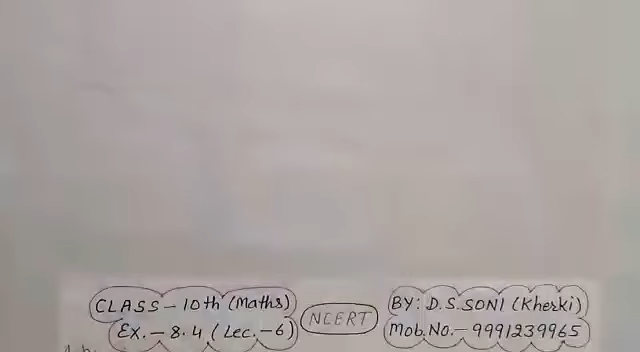 CLASS – 10th (Maths)
Ex. – 8.4 (Lec. – 6)
NCERT
BY: D.S. SONI (Kherki)
Mob. No. – 9991239965